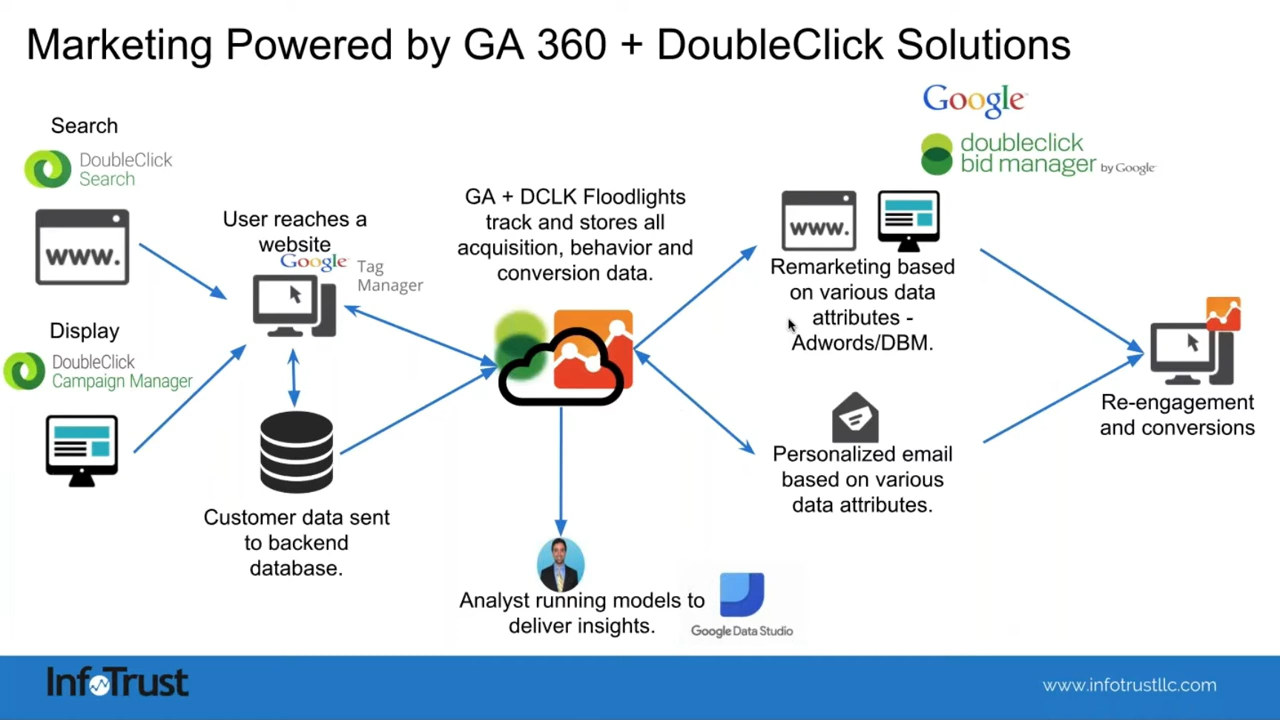 Marketing Powered by GA 360 + DoubleClick Solutions
Google
doubleclick
bid manager by Google
Search
DoubleClick
Search
www.
Display
DoubleClick
Campaign Manager
User reaches a
website
Google Tag
Manager
Customer data sent
to backend
database.
GA + DCLK Floodlights
track and stores all
acquisition, behavior and
conversion data.
Analyst running models to
deliver insights.
Google Data Studio
www.
Remarketing based
on various data
attributes -
Adwords/DBM.
Personalized email
based on various
data attributes.
Re-engagement
and conversions
InfoTrust
www.infotrustllc.com